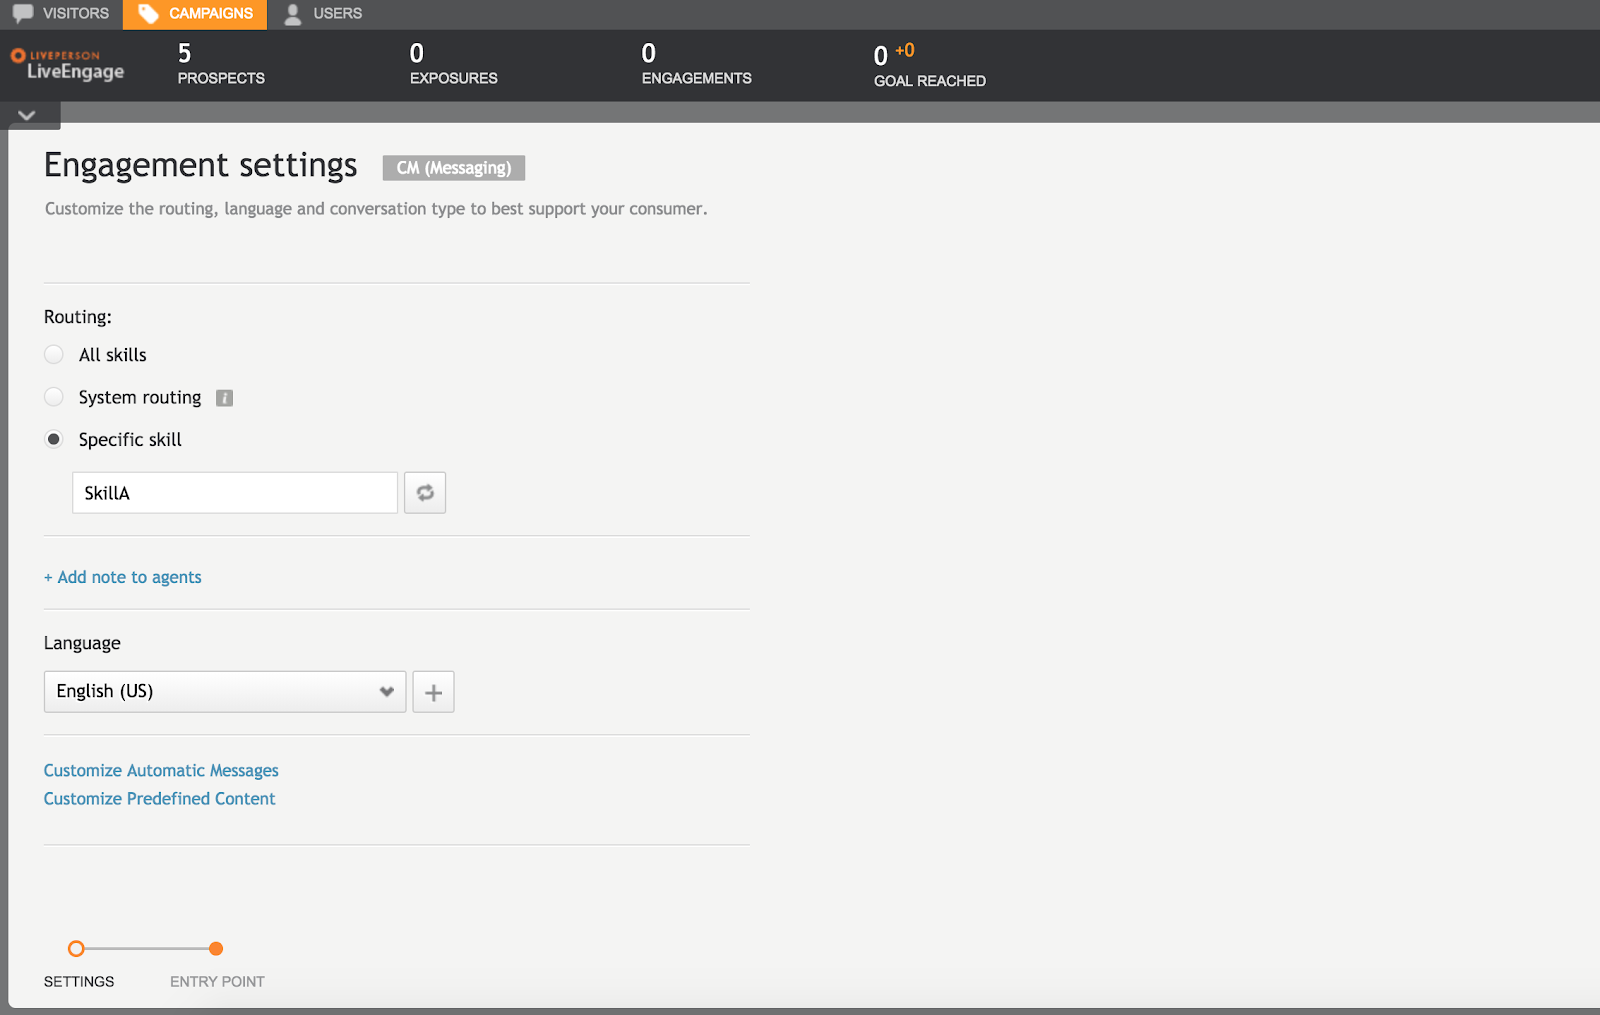 VISITORS CAMPAIGNS USERS
LIVEPERSON
LiveEngage
5 0 0 0 +0
PROSPECTS EXPOSURES ENGAGEMENTS GOAL REACHED
Engagement settings CM (Messaging)
Customize the routing, language and conversation type to best support your consumer.
Routing:
All skills
System routing i
Specific skill
SkillA
+ Add note to agents
Language
English (US)
Customize Automatic Messages
Customize Predefined Content
SETTINGS ENTRY POINT